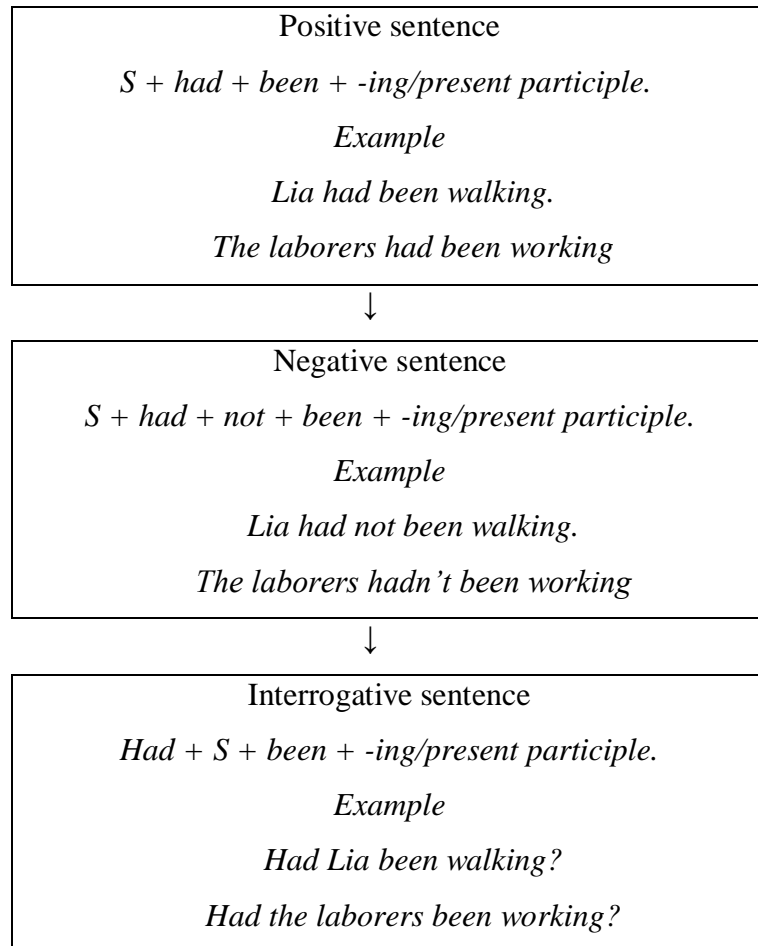 Positive sentence
S + had + been + -ing/present participle.
Example
Lia had been walking.
The laborers had been working
↓
Negative sentence
S + had + not + been + -ing/present participle.
Example
Lia had not been walking.
The laborers hadn’t been working
↓
Interrogative sentence
Had + S + been + -ing/present participle.
Example
Had Lia been walking?
Had the laborers been working?